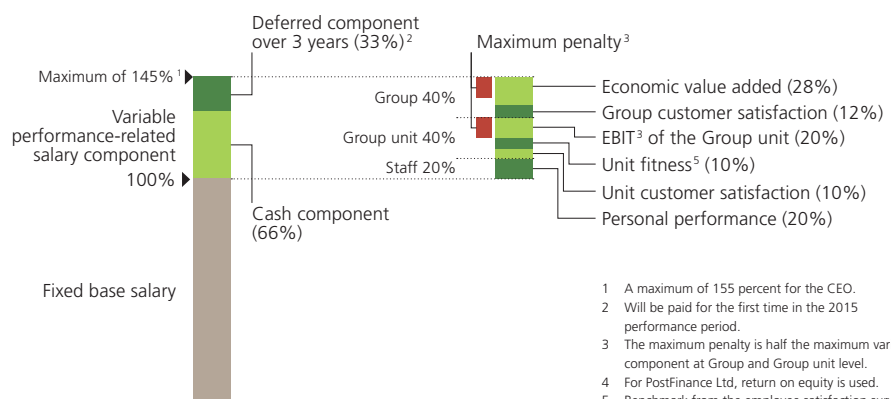 Deferred component
over 3 years (33%)2
Maximum penalty3
Maximum of 145% 1
Group 40%
Economic value added (28%)
Group customer satisfaction (12%)
Variable
performance-related
salary component
Group unit 40%
EBIT3 of the Group unit (20%)
Unit fitness5 (10%)
Staff 20%
100%
Unit customer satisfaction (10%)
Cash component
(66%)
Personal performance (20%)
Fixed base salary
1 A maximum of 155 percent for the CEO.
2 Will be paid for the first time in the 2015
performance period.
3 The maximum penalty is half the maximum var
component at Group and Group unit level.
4 For PostFinance Ltd, return on equity is used.